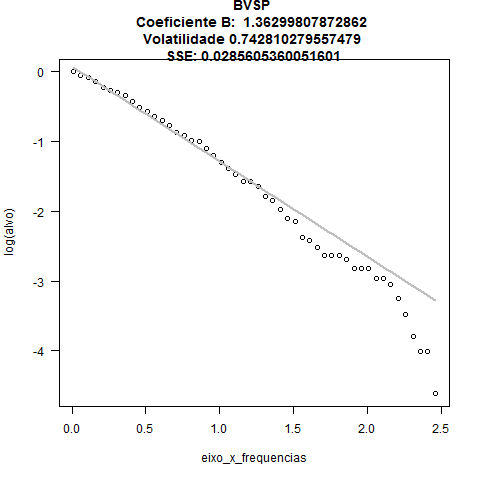 BVSP
Coeficiente B: 1.36299807872862
Volatilidade 0.742810279557479
SSE: 0.0285605360051601
0
-1
-2
-3
-4
log(alvo)
0.0 0.5 1.0 1.5 2.0 2.5
eixo_x_frequencias